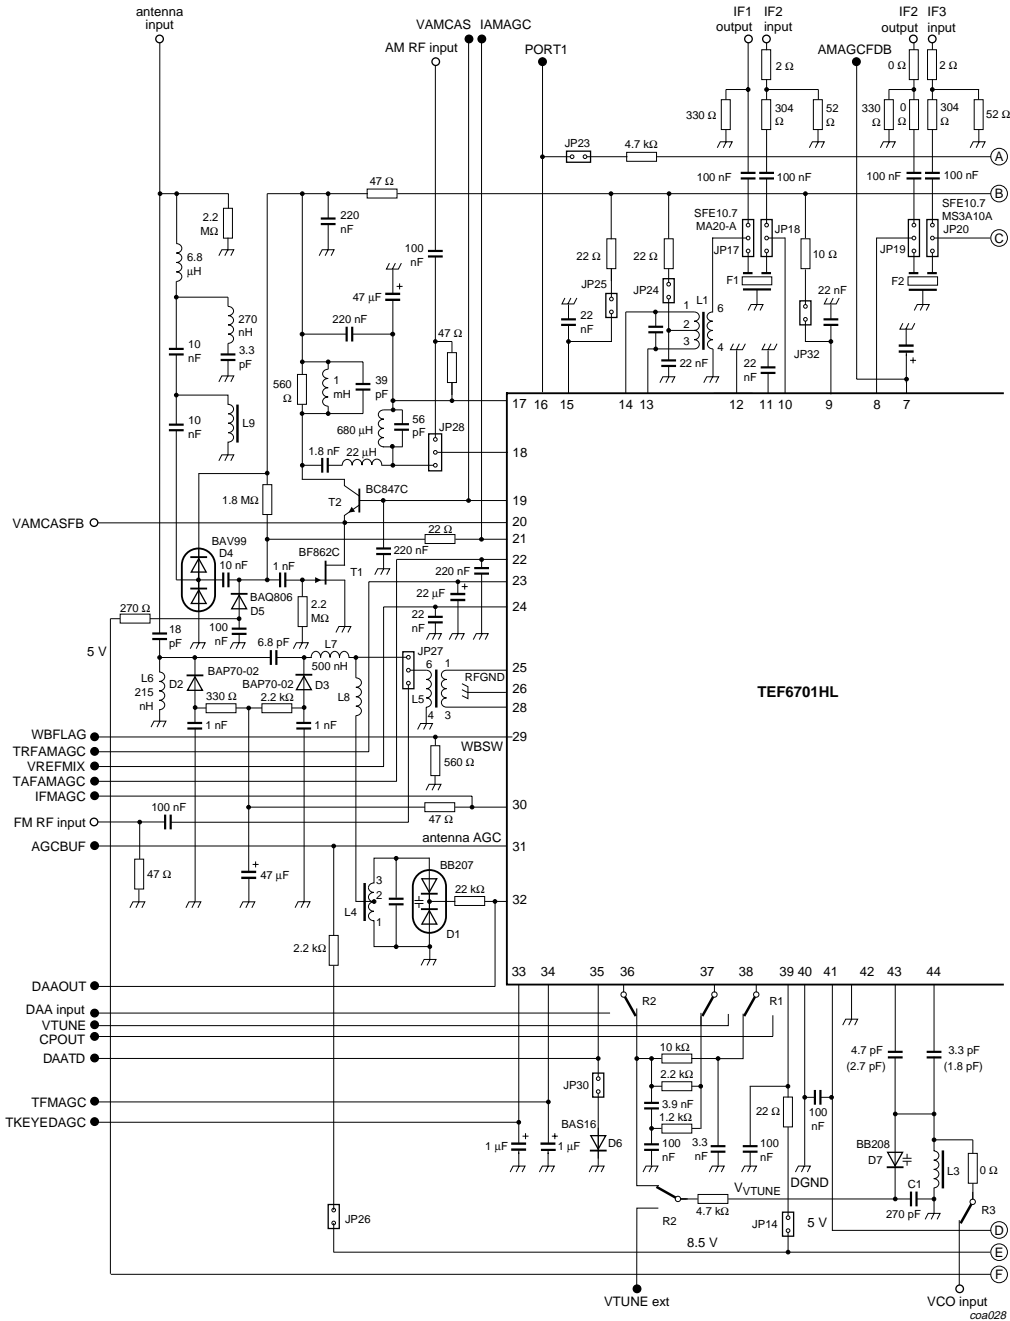 antenna
input
VAMCAS
IAMAGC
AM RF input
PORT1
IF1
output
IF2
input
AMAGCFDB
IF2
output
IF3
input
2 Ω
0 Ω
2 Ω
330 Ω
304
Ω
52
Ω
330
Ω
0
Ω
304
Ω
52 Ω
JP23
4.7 kΩ
A
100 nF
100 nF
100 nF
100 nF
47 Ω
B
2.2
MΩ
220
nF
100
nF
SFE10.7
MA20-A
JP17
JP18
SFE10.7
MS3A10A
JP20
JP19
C
6.8
μH
22 Ω
22 Ω
10 Ω
JP25
JP24
L1
F1
F2
47 μF
+
22 nF
270
nH
3.3
pF
220 nF
47 Ω
22
nF
1
2
3
6
4
22 nF
22
nF
JP32
+
10
nF
560
Ω
1
mH
39
pF
17
16
15
14
13
12
11
10
9
8
7
10
nF
L9
680 μH
56
pF
JP28
1.8 nF
22 μH
18
1.8 MΩ
BC847C
T2
19
VAMCASFB
20
22 Ω
21
BAV99
D4
10 nF
1 nF
BF862C
T1
220 nF
22
220 nF
23
BAQ806
D5
22 μF
+
24
270 Ω
2.2
MΩ
22
nF
18
pF
100
nF
6.8 pF
L7
500 nH
JP27
5 V
6
1
25
L6
215
nH
D2
BAP70-02
BAP70-02
D3
L8
L5
RFGND
26
TEF6701HL
330 Ω
2.2 kΩ
4
3
28
1 nF
1 nF
WBFLAG
29
TRFAMAGC
WBSW
VREFMIX
560 Ω
TAFAMAGC
IFMAGC
100 nF
30
FM RF input
47 Ω
antenna AGC
AGCBUF
31
47 Ω
+
47 μF
BB207
3
2
1
22 kΩ
32
L4
D1
2.2 kΩ
33
34
35
36
37
38
39
40
41
42
43
44
DAAOUT
R2
R1
DAA input
VTUNE
CPOUT
10 kΩ
4.7 pF
(2.7 pF)
3.3 pF
(1.8 pF)
DAATD
2.2 kΩ
JP30
TFMAGC
3.9 nF
22 Ω
100
nF
TKEYEDAGC
1.2 kΩ
BAS16
D6
1 μF
+
+
1 μF
100
nF
3.3
nF
100
nF
BB208
D7
DGND
L3
0 Ω
VVTUNE
C1
4.7 kΩ
270 pF
JP26
R2
JP14
5 V
R3
D
8.5 V
E
F
VTUNE ext
VCO input
coa028